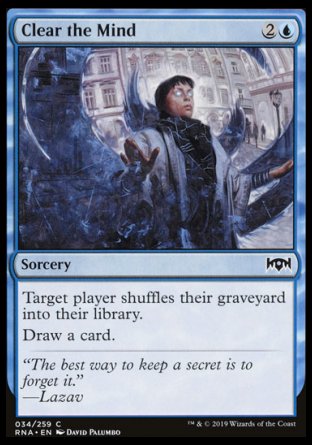 Clear the Mind 2
Sorcery
Target player shuffles their graveyard
into their library.
Draw a card.
"The best way to keep a secret is to
forget it."
—Lazav
034/259 C
RNA • EN DAVID PALUMBO ™ & © 2019 Wizards of the Coast